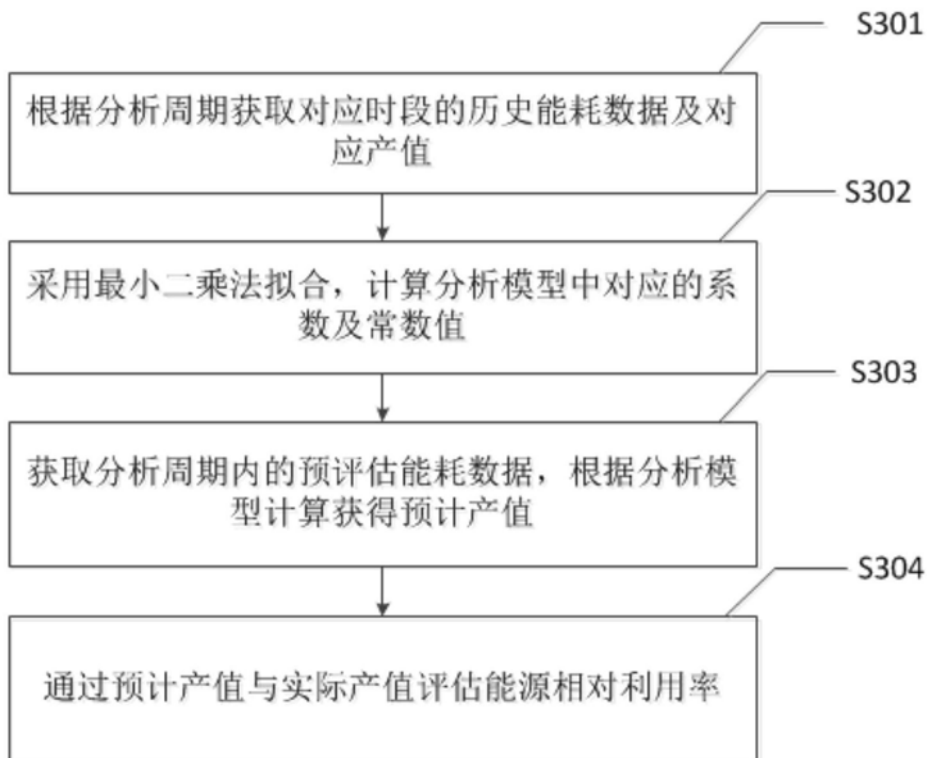 S301
根据分析周期获取对应时段的历史能耗数据及对
应产值
S302
采用最小二乘法拟合，计算分析模型中对应的系
数及常数值
S303
获取分析周期内的预评估能耗数据，根据分析模
型计算获得预计产值
S304
通过预计产值与实际产值评估能源相对利用率